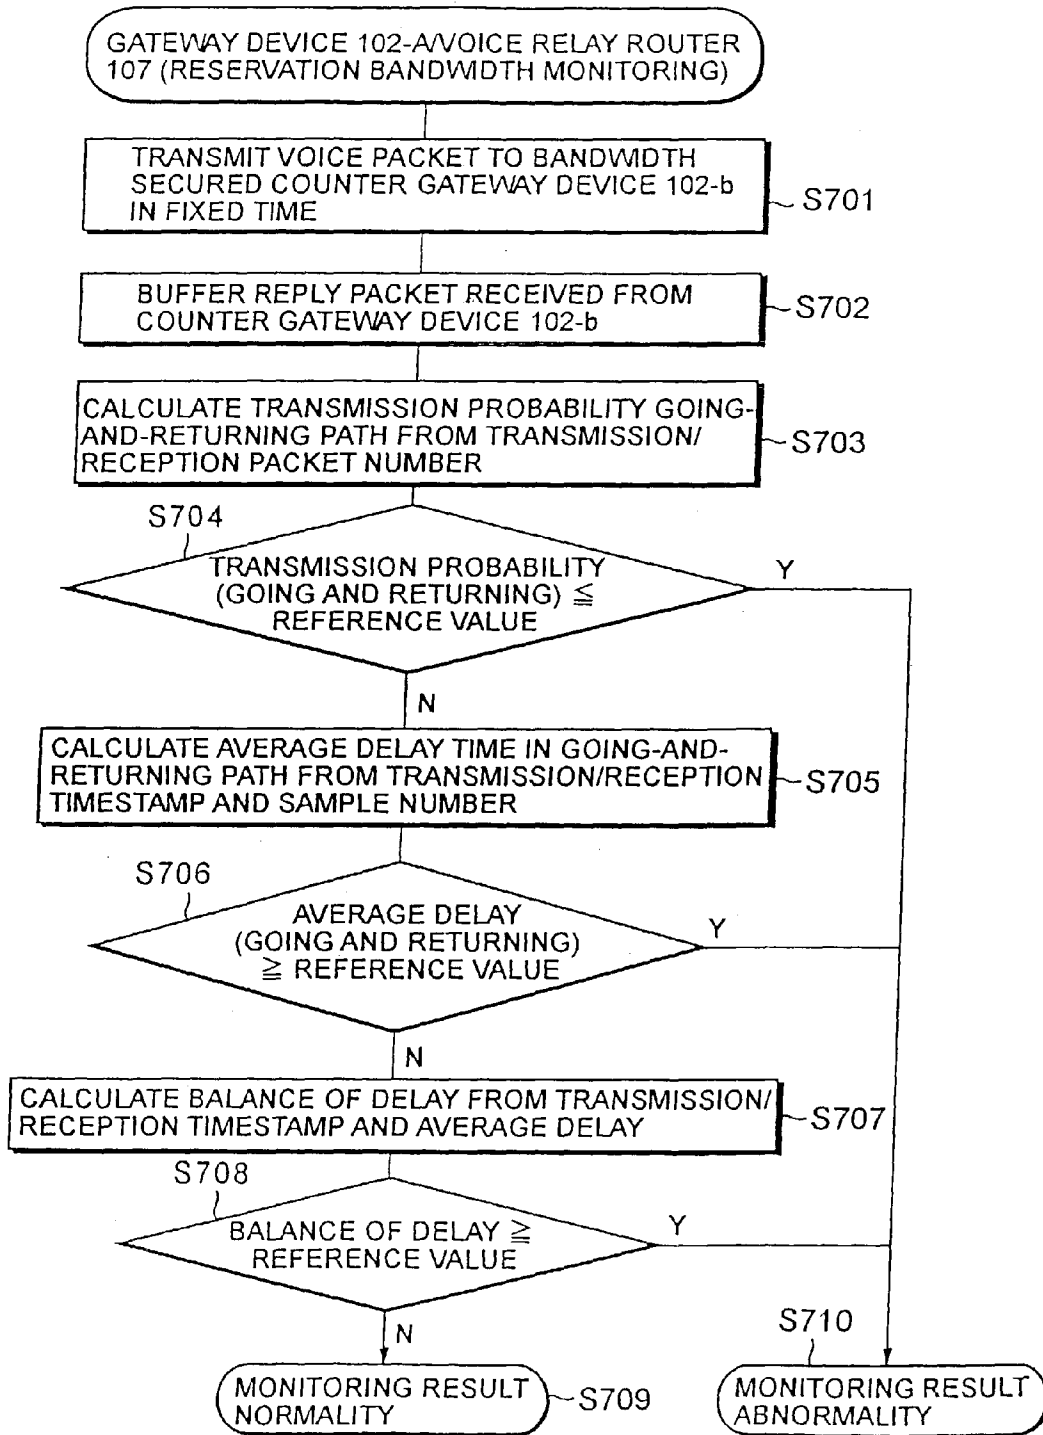 GATEWAY DEVICE 102-A/VOICE RELAY ROUTER
107 (RESERVATION BANDWIDTH MONITORING)
TRANSMIT VOICE PACKET TO BANDWIDTH
SECURED COUNTER GATEWAY DEVICE 102-b
IN FIXED TIME
S701
BUFFER REPLY PACKET RECEIVED FROM
COUNTER GATEWAY DEVICE 102-b
S702
CALCULATE TRANSMISSION PROBABILITY GOING-
AND-RETURNING PATH FROM TRANSMISSION/
RECEPTION PACKET NUMBER
S703
S704
TRANSMISSION PROBABILITY
(GOING AND RETURNING) ≦
REFERENCE VALUE
Y
N
CALCULATE AVERAGE DELAY TIME IN GOING-AND-
RETURNING PATH FROM TRANSMISSION/RECEPTION
TIMESTAMP AND SAMPLE NUMBER
S705
S706
AVERAGE DELAY
(GOING AND RETURNING)
≧ REFERENCE VALUE
Y
N
CALCULATE BALANCE OF DELAY FROM TRANSMISSION/
RECEPTION TIMESTAMP AND AVERAGE DELAY
S707
S708
BALANCE OF DELAY ≧
REFERENCE VALUE
Y
N
MONITORING RESULT
NORMALITY
S709
S710
MONITORING RESULT
ABNORMALITY